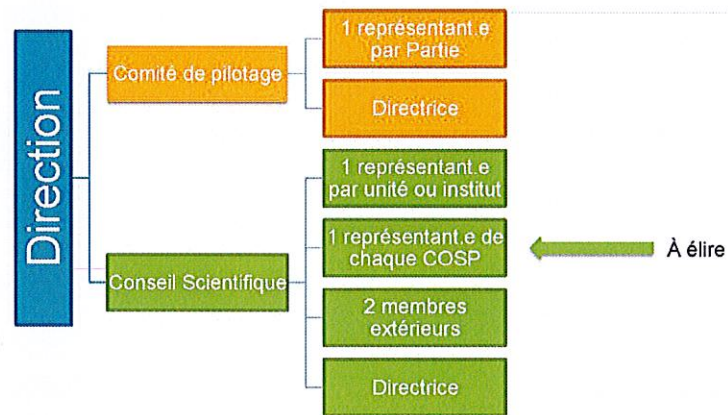 Direction
Comité de pilotage
1 représentant.e
par Partie
Directrice
Conseil Scientifique
1 représentant.e
par unité ou institut
1 représentant.e de
chaque COSP
À élire
2 membres
extérieurs
Directrice